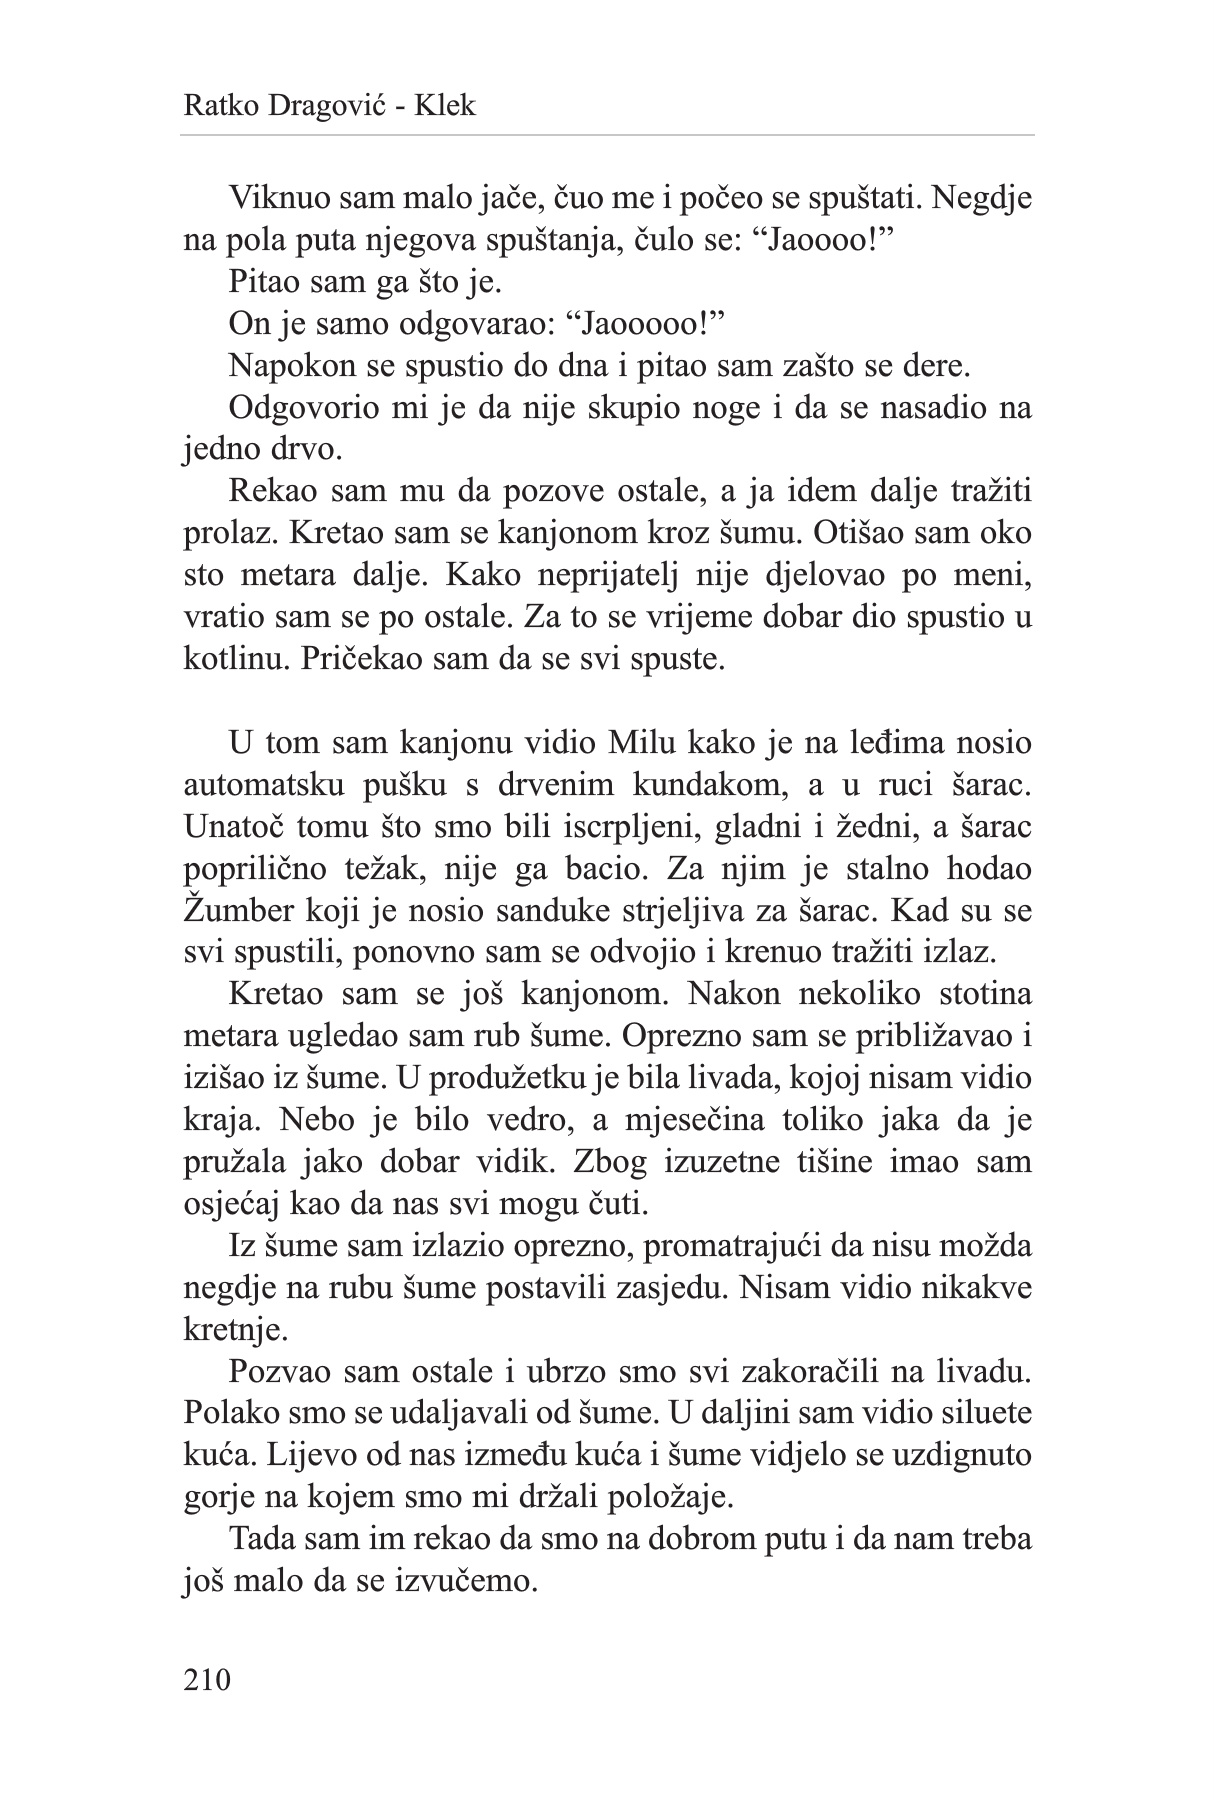 Ratko Dragović - Klek
Viknuo sam malo jače, čuo me i počeo se spuštati. Negdje
na pola puta njegova spuštanja, čulo se: “Jaoooo!”
Pitao sam ga što je.
On je samo odgovarao: “Jaooooo!”
Napokon se spustio do dna i pitao sam zašto se dere.
Odgovorio mi je da nije skupio noge i da se nasadio na
jedno drvo.
Rekao sam mu da pozove ostale, a ja idem dalje tražiti
prolaz. Kretao sam se kanjonom kroz šumu. Otišao sam oko
sto metara dalje. Kako neprijatelj nije djelovao po meni,
vratio sam se po ostale. Za to se vrijeme dobar dio spustio u
kotlinu. Pričekao sam da se svi spuste.
U tom sam kanjonu vidio Milu kako je na leđima nosio
automatsku pušku s drvenim kundakom, a u ruci šarac.
Unatoč tomu što smo bili iscrpljeni, gladni i žedni, a šarac
poprilično težak, nije ga bacio. Za njim je stalno hodao
Žumber koji je nosio sanduke strjeljiva za šarac. Kad su se
svi spustili, ponovno sam se odvojio i krenuo tražiti izlaz.
Kretao sam se još kanjonom. Nakon nekoliko stotina
metara ugledao sam rub šume. Oprezno sam se približavao i
izišao iz šume. U produžetku je bila livada, kojoj nisam vidio
kraja. Nebo je bilo vedro, a mjesečina toliko jaka da je
pružala jako dobar vidik. Zbog izuzetne tišine imao sam
osjećaj kao da nas svi mogu čuti.
Iz šume sam izlazio oprezno, promatrajući da nisu možda
negdje na rubu šume postavili zasjedu. Nisam vidio nikakve
kretnje.
Pozvao sam ostale i ubrzo smo svi zakoračili na livadu.
Polako smo se udaljavali od šume. U daljini sam vidio siluete
kuća. Lijevo od nas između kuća i šume vidjelo se uzdignuto
gorje na kojem smo mi držali položaje.
Tada sam im rekao da smo na dobrom putu i da nam treba
još malo da se izvučemo.
210